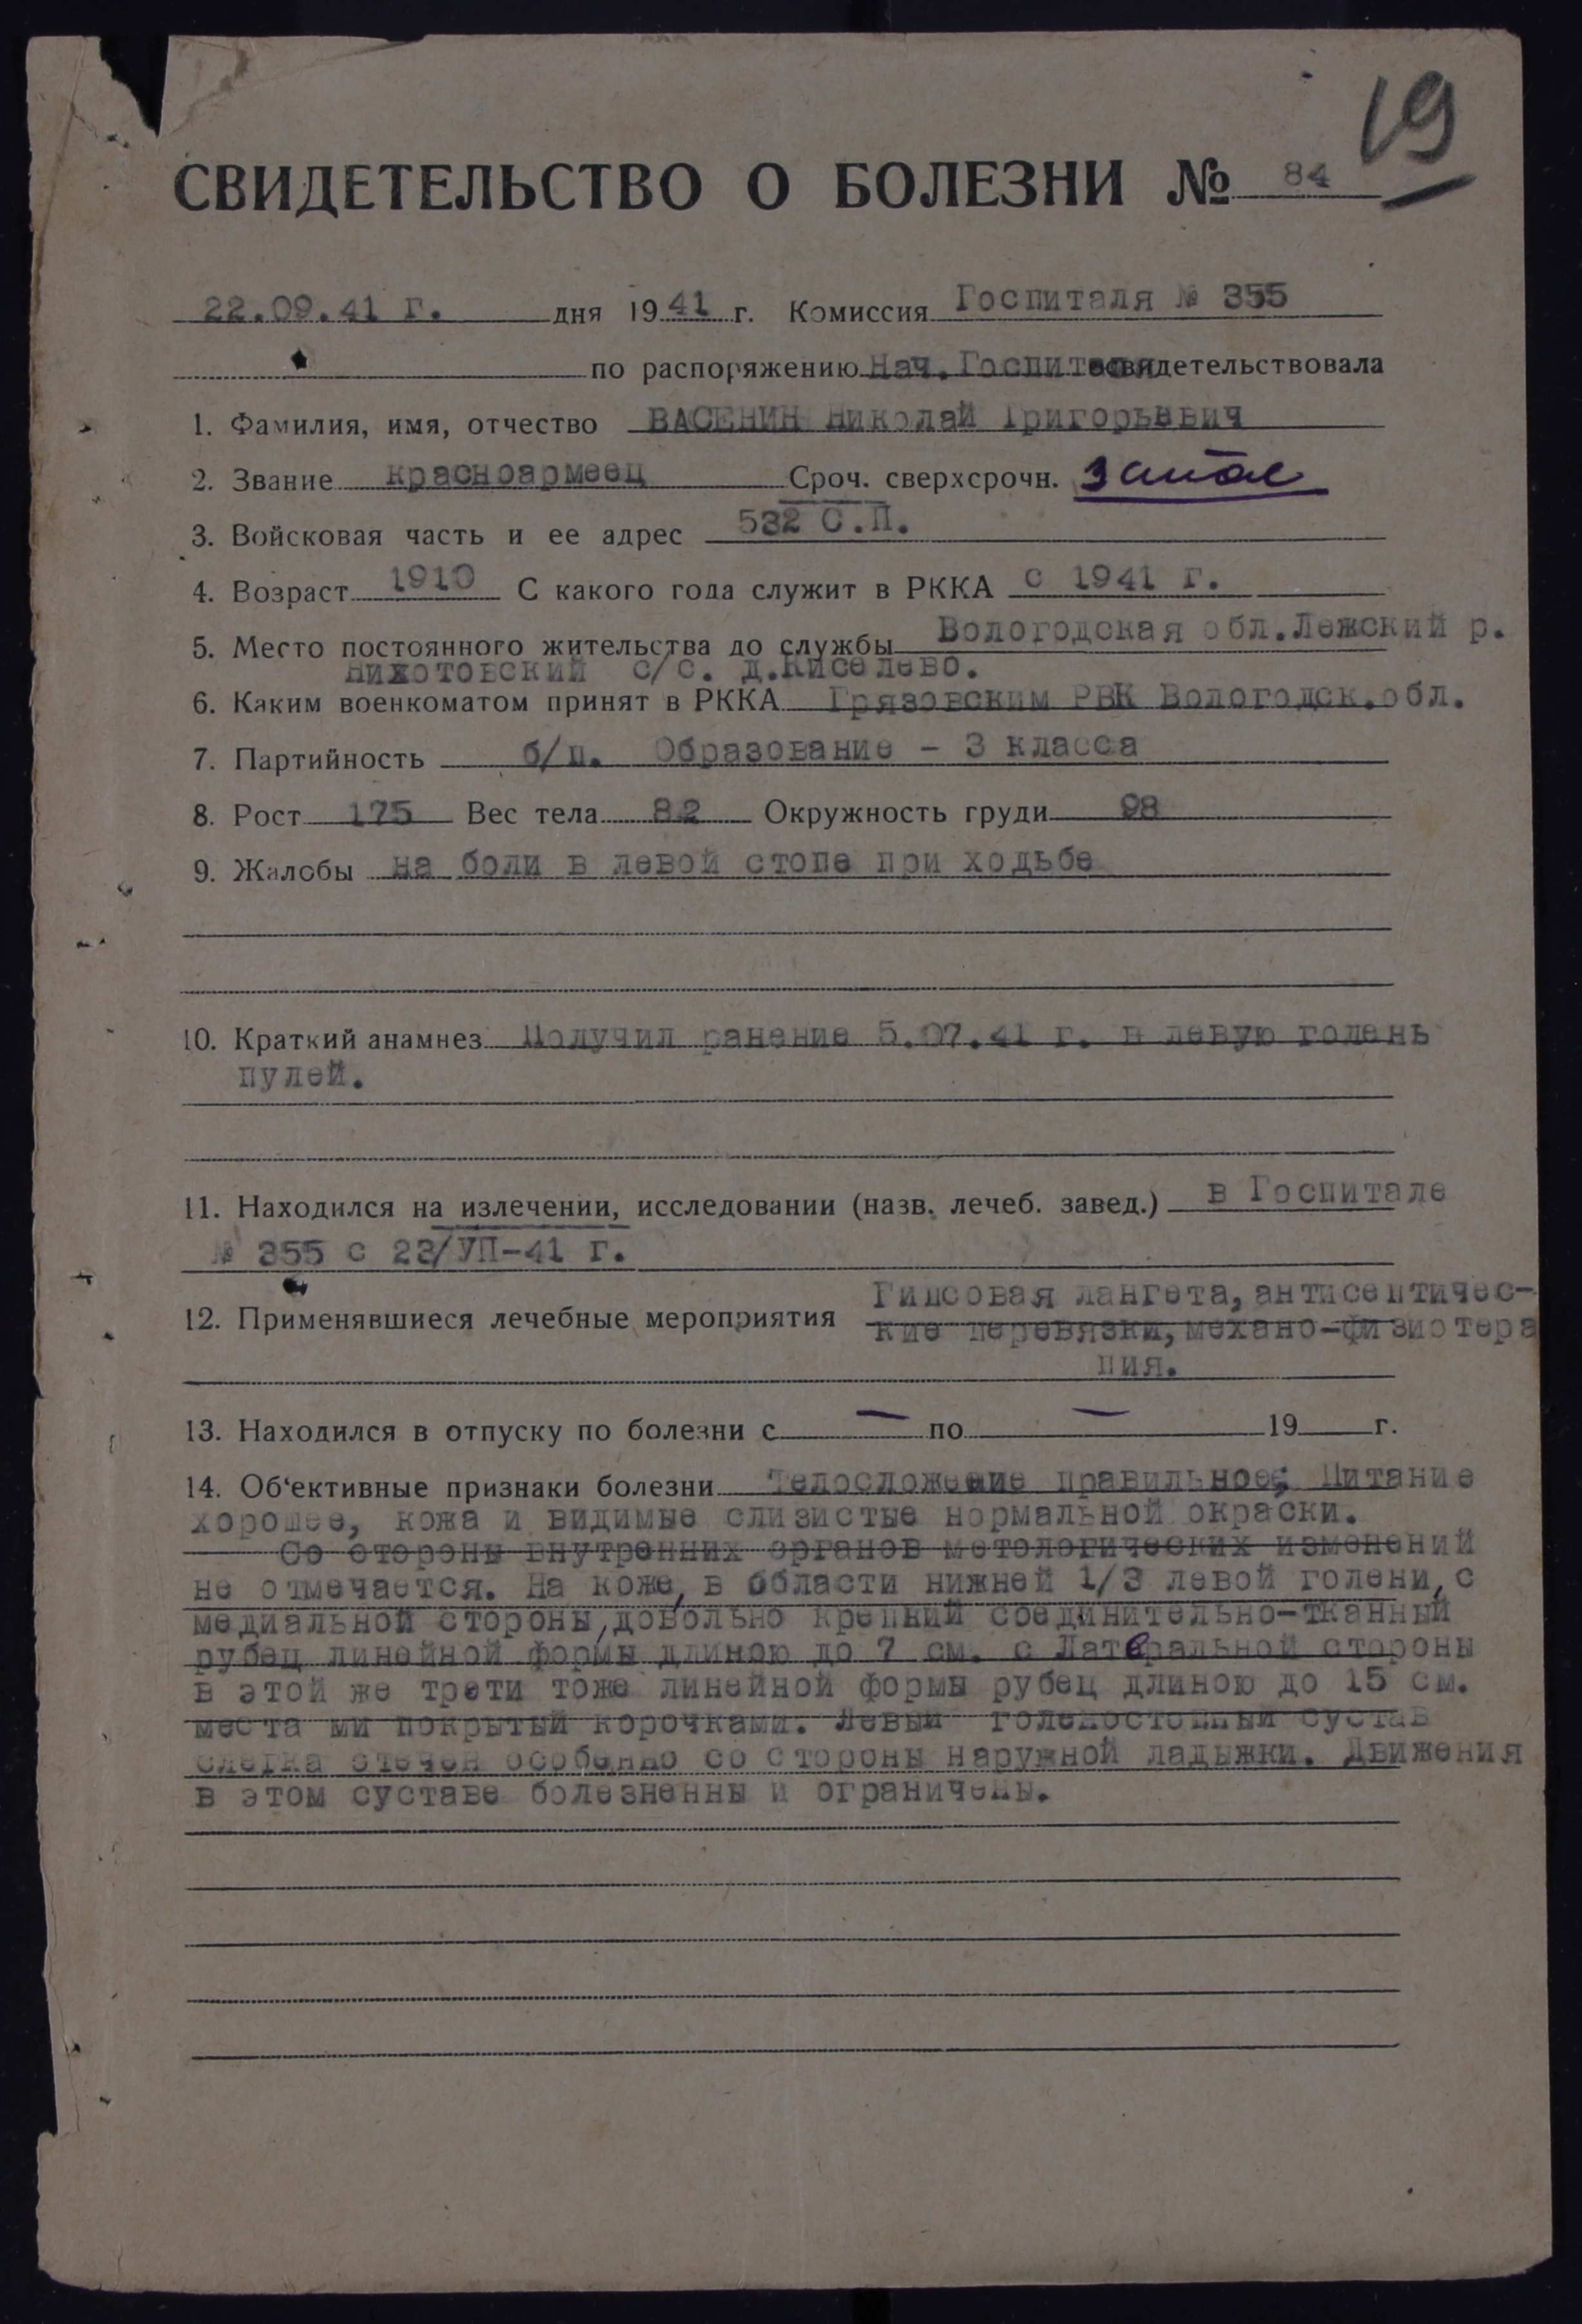 19
СВИДЕТЕЛЬСТВО О БОЛЕЗНИ № 84
22.09.41 г. дня 1941 г. Комиссия Госпиталя № 355
по распоряжению Нач. Госпиталя свидетельствовала
1. Фамилия, имя, отчество ВАСЕНИН Николай Григорьевич
2. Звание красноармеец Сроч. сверхсрочн. запас
3. Войсковая часть и ее адрес 532 С.П.
4. Возраст 1910 С какого года служит в РККА с 1941 г.
5. Место постоянного жительства до службы Вологодская обл. Лежский р.
с/с. д.Киселево.
6. Каким военкоматом принят в РККА Грязовским РВК Вологодск.обл.
7. Партийность б/п. Образование - 3 класса
8. Рост 175 Вес тела 82 Окружность груди 98
9. Жалобы на боли в левой стопе при ходьбе
10. Краткий анамнез Получил ранение 5.07.41 г. в левую голень
пулей.
11. Находился на излечении, исследовании (назв. лечеб. завед.) в Госпитале
№ 355 с 23/УП-41 г.
12. Применявшиеся лечебные мероприятия Гипсовая лангета, антисептичес-
кие перевязки, механо-физиотера
пия.
13. Находился в отпуску по болезни с — по — 19 г.
14. Об‘ективные признаки болезни Телосложение правильное; Питание
хорошее, кожа и видимые слизистые нормальной окраски.
Со стороны внутренних органов метологических изменений
не отмечается. На коже, в области нижней 1/3 левой голени, с
медиальной стороны, довольно крепкий соединительно-тканный
рубец линейной формы длиною до 7 см. с Латеральной стороны
в этой же трети тоже линейной формы рубец длиною до 15 см.
места ми покрытый корочками. Левый голеностопный сустав
слегка отечен особенно со стороны наружной ладыжки. Движения
в этом суставе болезненны и ограничены.